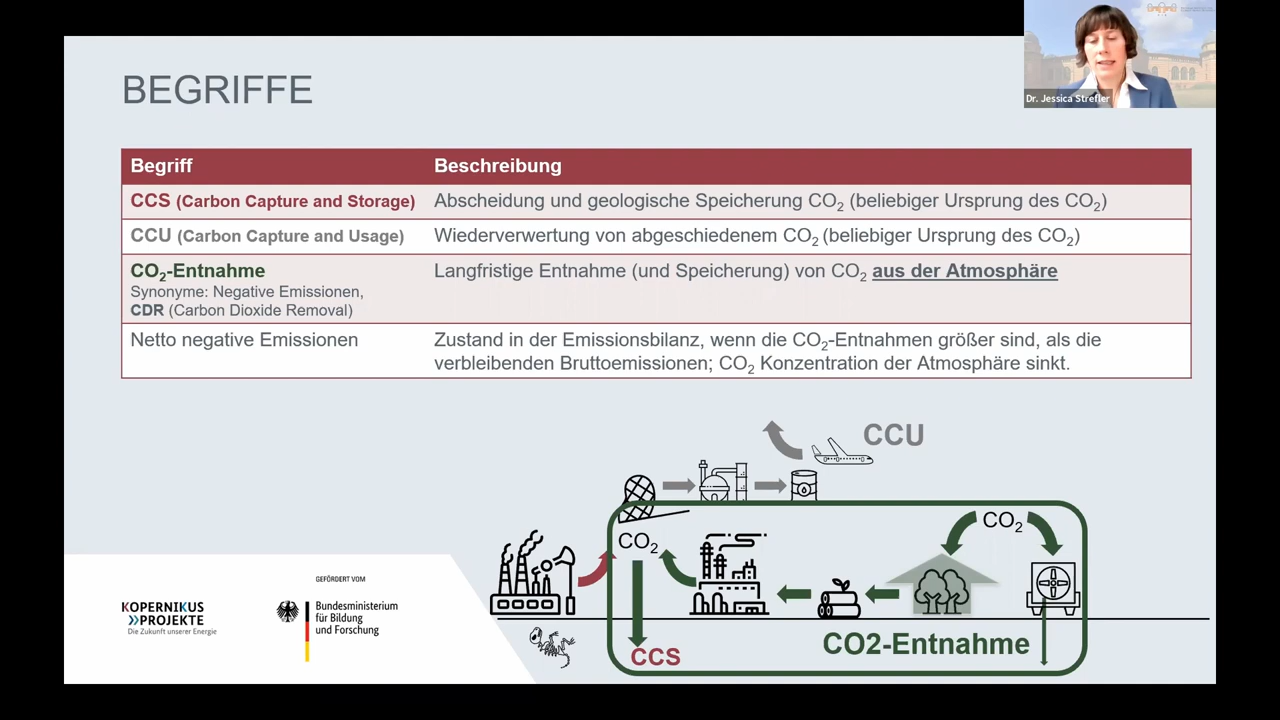 Dr. Jessica Strefler
BEGRIFFE
Begriff Beschreibung
CCS (Carbon Capture and Storage) Abscheidung und geologische Speicherung CO₂ (beliebiger Ursprung des CO₂)
CCU (Carbon Capture and Usage) Wiederverwertung von abgeschiedenem CO₂ (beliebiger Ursprung des CO₂)
CO₂-Entnahme Langfristige Entnahme (und Speicherung) von CO₂ aus der Atmosphäre
Synonyme: Negative Emissionen,
CDR (Carbon Dioxide Removal)
Netto negative Emissionen Zustand in der Emissionsbilanz, wenn die CO₂-Entnahmen größer sind, als die
verbleibenden Bruttoemissionen; CO₂ Konzentration der Atmosphäre sinkt.
CCU
CO₂
CO₂
CO2-Entnahme
CCS
KOPERNIKUS
PROJEKTE
Die Zukunft unserer Energie
GEFÖRDERT VOM
Bundesministerium
für Bildung
und Forschung